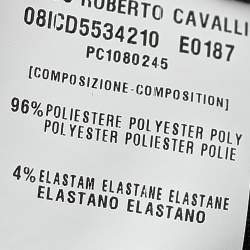 ROBERTO CAVALLI
08ICD5534210 E0187
PC1080245
[COMPOSIZIONE-COMPOSITION]
96% POLIESTERE POLYESTER POLY
POLYESTER POLIESTER POLIE
4% ELASTAM ELASTANE ELASTANE
ELASTANO ELASTANO